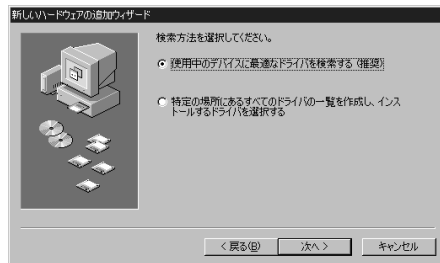 新しいハードウェアの追加ウィザード
検索方法を選択してください。
使用中のデバイスに最適なドライバを検索する (推奨)
特定の場所にあるすべてのドライバの一覧を作成し、インス
トールするドライバを選択する
< 戻る(B)
次へ >
キャンセル